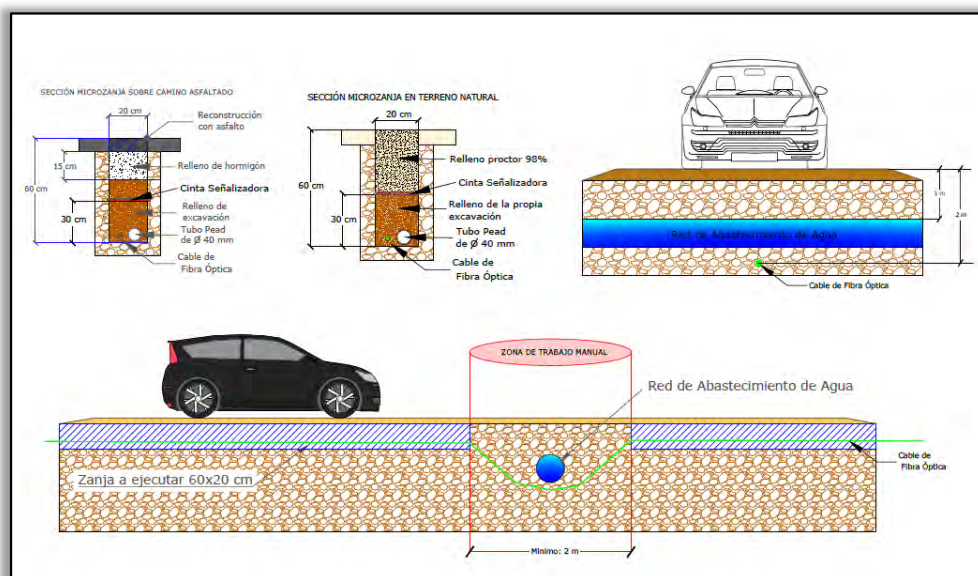 SECCIÓN MICROZANJA SOBRE CAMINO ASFALTADO
20 cm
Reconstrucción
con asfalto
15 cm
Relleno de hormigón
60 cm
Cinta Señalizadora
30 cm
Relleno de
excavación
Tubo Pead
de Ø 40 mm
Cable de
Fibra Óptica
SECCIÓN MICROZANJA EN TERRENO NATURAL
20 cm
Relleno proctor 98%
60 cm
Cinta Señalizadora
30 cm
Relleno de la propia
excavación
Tubo Pead
de Ø 40 mm
Cable de
Fibra Óptica
1 m
2 m
Red de Abastecimiento de Agua
Cable de Fibra Óptica
ZONA DE TRABAJO MANUAL
Red de Abastecimiento de Agua
Cable de
Fibra Óptica
Zanja a ejecutar 60x20 cm
Minimo: 2 m